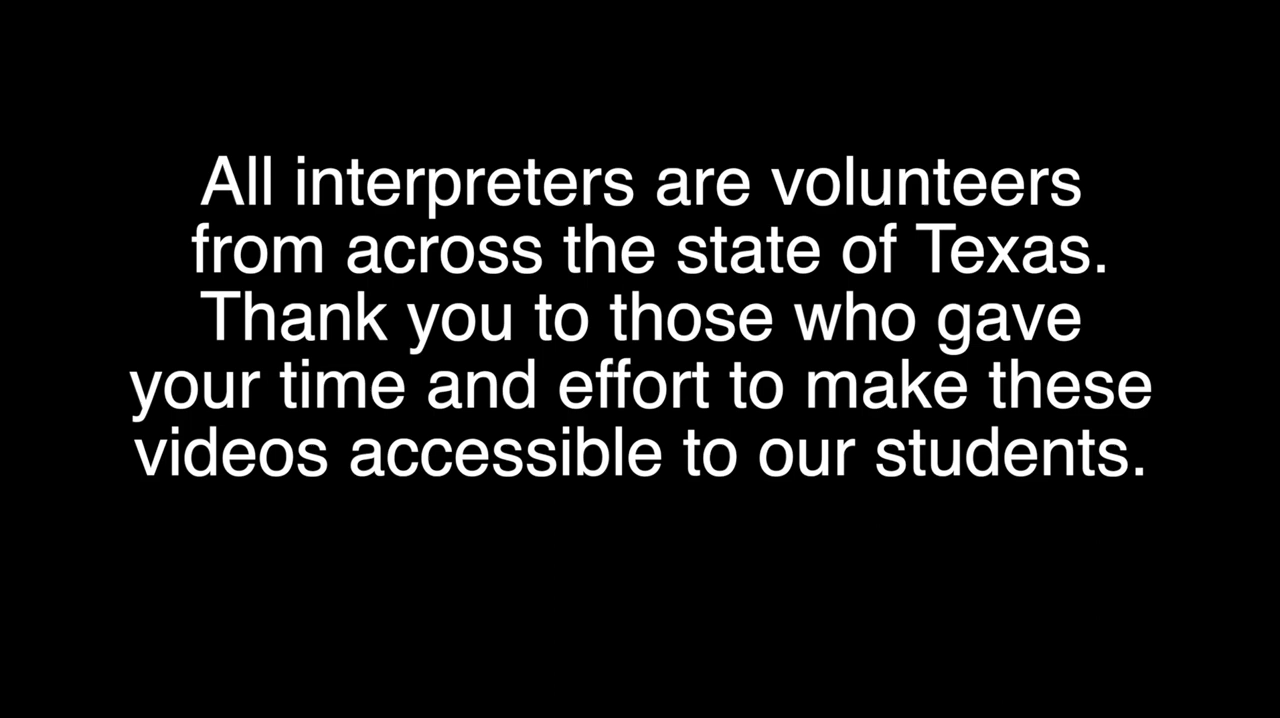 All interpreters are volunteers
from across the state of Texas.
Thank you to those who gave
your time and effort to make these
videos accessible to our students.